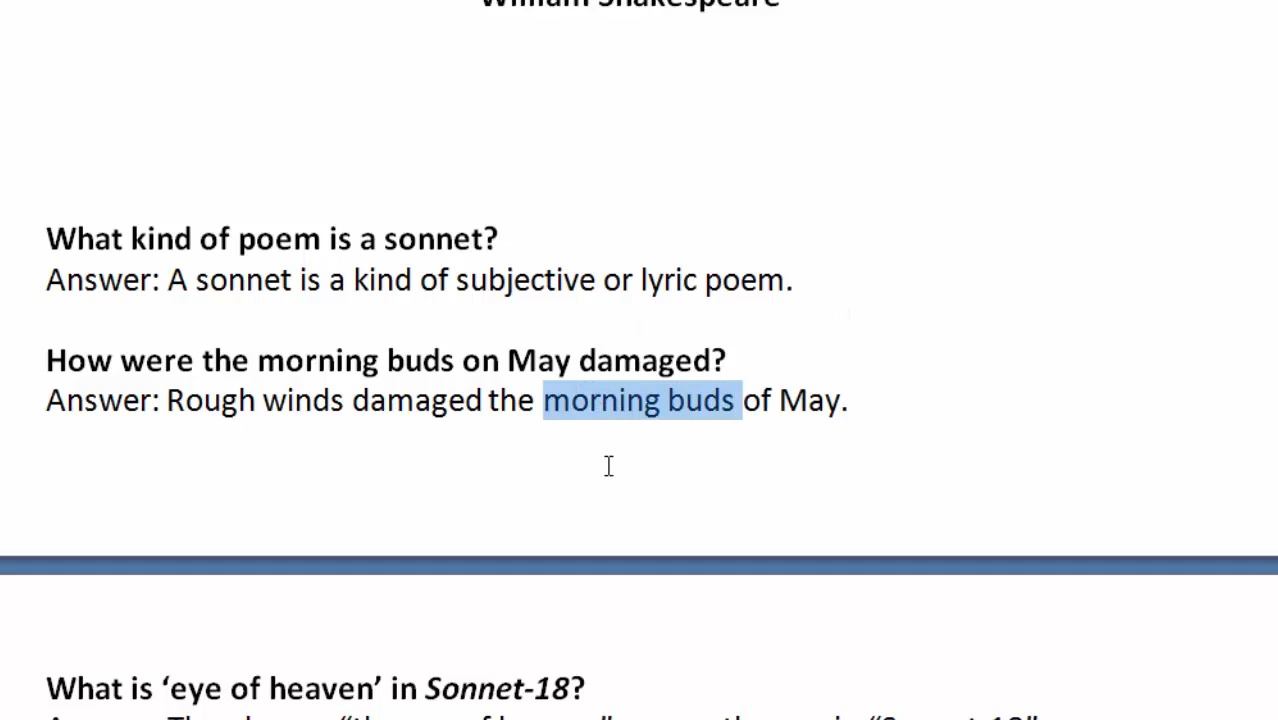 William Shakespeare
What kind of poem is a sonnet?
Answer: A sonnet is a kind of subjective or lyric poem.
How were the morning buds on May damaged?
Answer: Rough winds damaged the morning buds of May.
What is ‘eye of heaven’ in Sonnet-18?